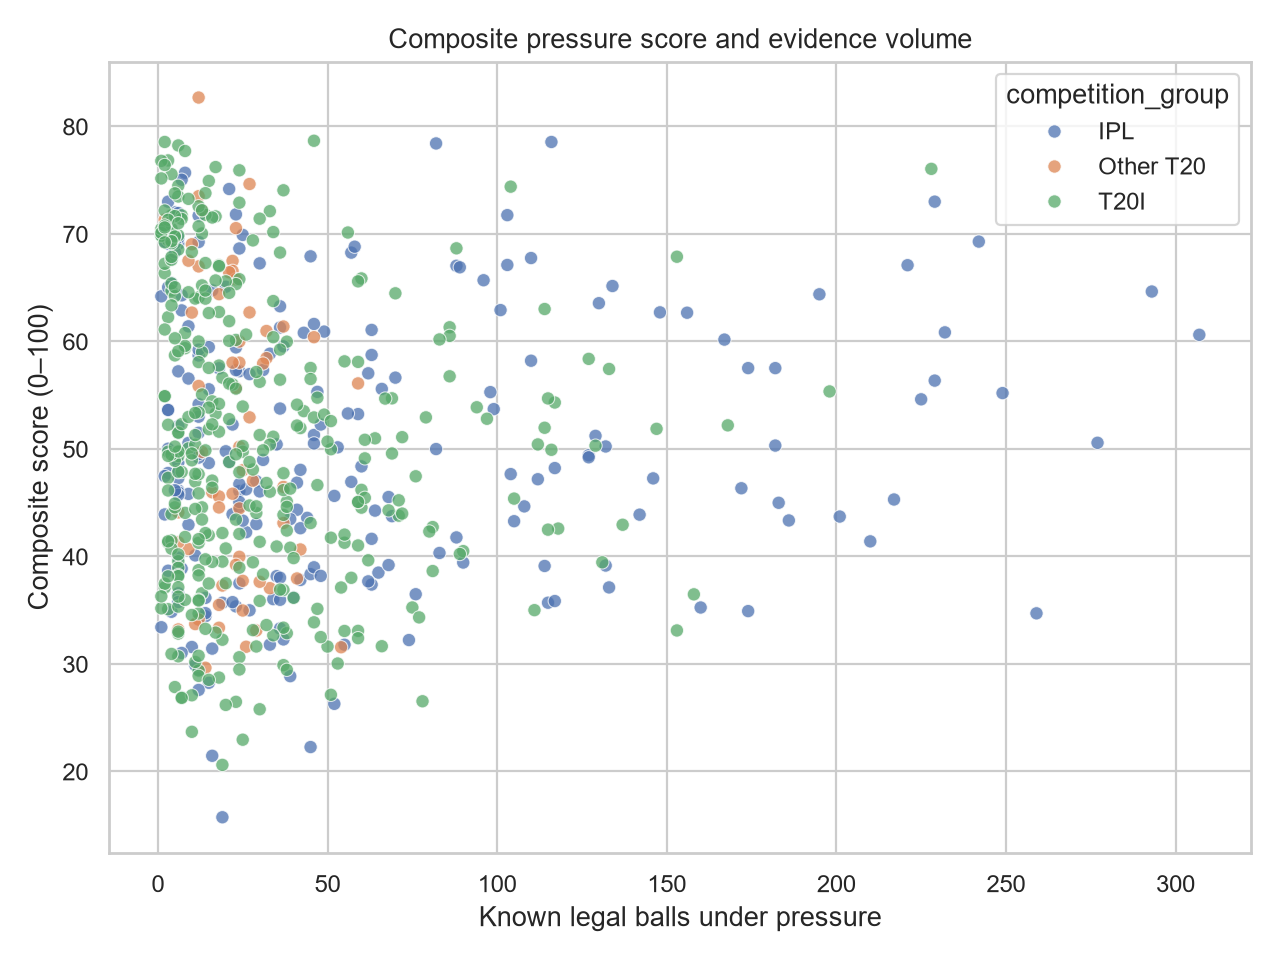 Composite pressure score and evidence volume
competition_group
IPL
Other T20
T20I
80
70
60
50
40
30
20
Composite score (0–100)
0 50 100 150 200 250 300
Known legal balls under pressure